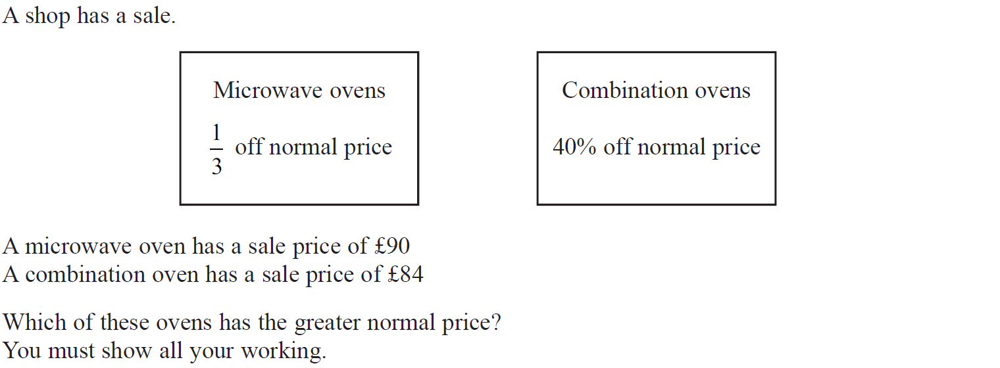 A shop has a sale.
Microwave ovens
1/3 off normal price
Combination ovens
40% off normal price
A microwave oven has a sale price of £90
A combination oven has a sale price of £84
Which of these ovens has the greater normal price?
You must show all your working.